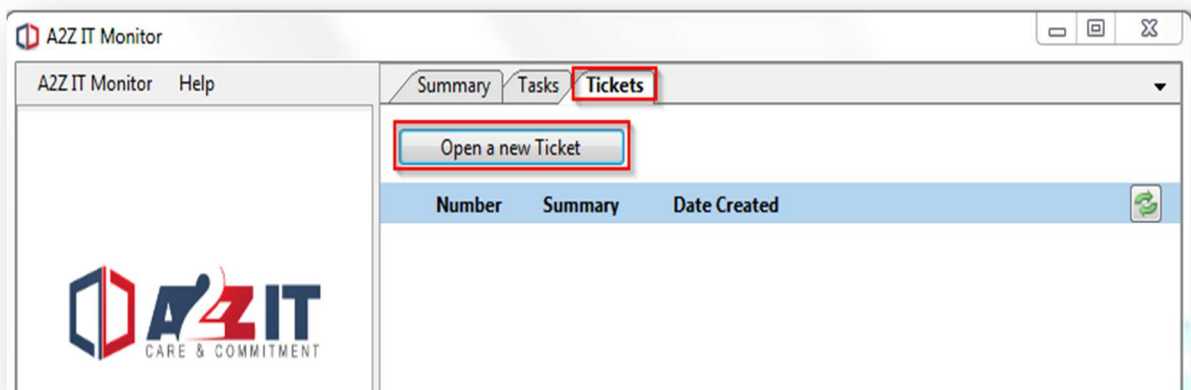 A2Z IT Monitor
A2Z IT Monitor Help
Summary Tasks Tickets
Open a new Ticket
Number Summary Date Created
A2Z IT
CARE & COMMITMENT